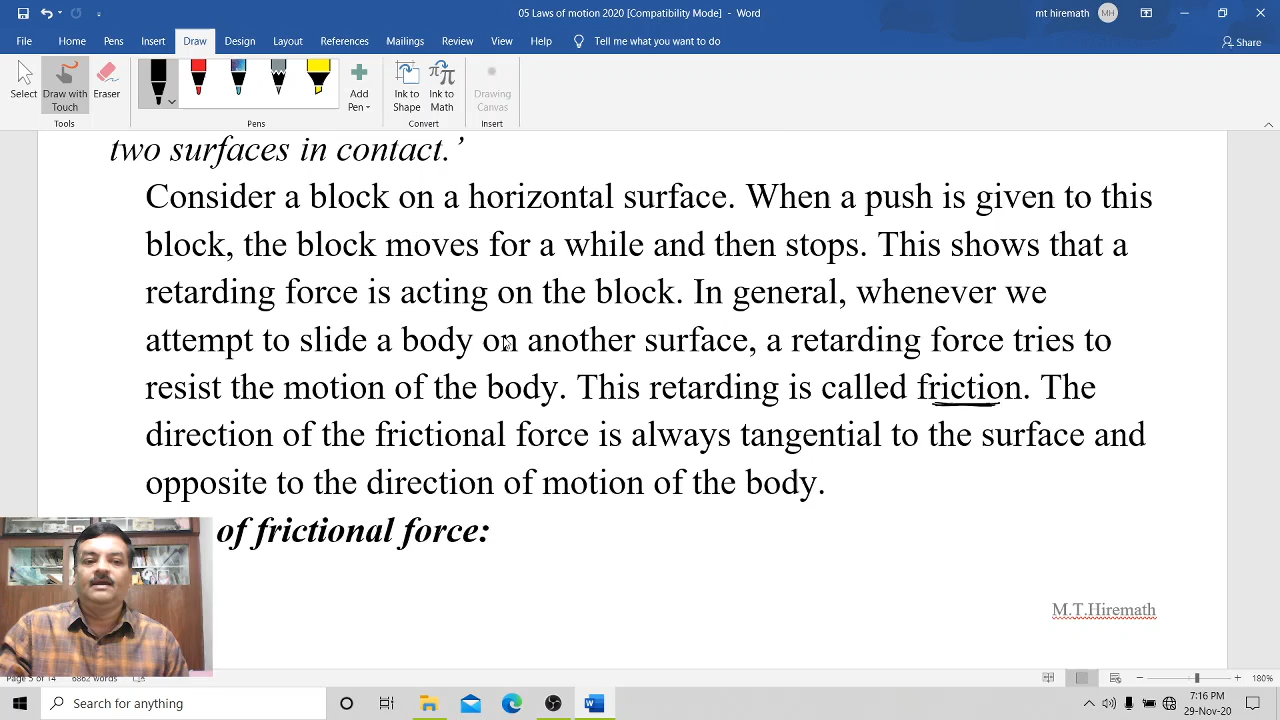 05 Laws of motion 2020 [Compatibility Mode] - Word
mt hiremath MH
File Home Pens Insert Draw Design Layout References Mailings Review View Help Tell me what you want to do Share
Select Draw with Touch Eraser Add Pen Ink to Shape Ink to Math Drawing Canvas
Tools Pens Convert Insert
two surfaces in contact.’
Consider a block on a horizontal surface. When a push is given to this
block, the block moves for a while and then stops. This shows that a
retarding force is acting on the block. In general, whenever we
attempt to slide a body on another surface, a retarding force tries to
resist the motion of the body. This retarding is called friction. The
direction of the frictional force is always tangential to the surface and
opposite to the direction of motion of the body.
of frictional force:
M.T.Hiremath
Page 5 of 14 6862 words 180%
Search for anything 7:16 PM
29-Nov-20